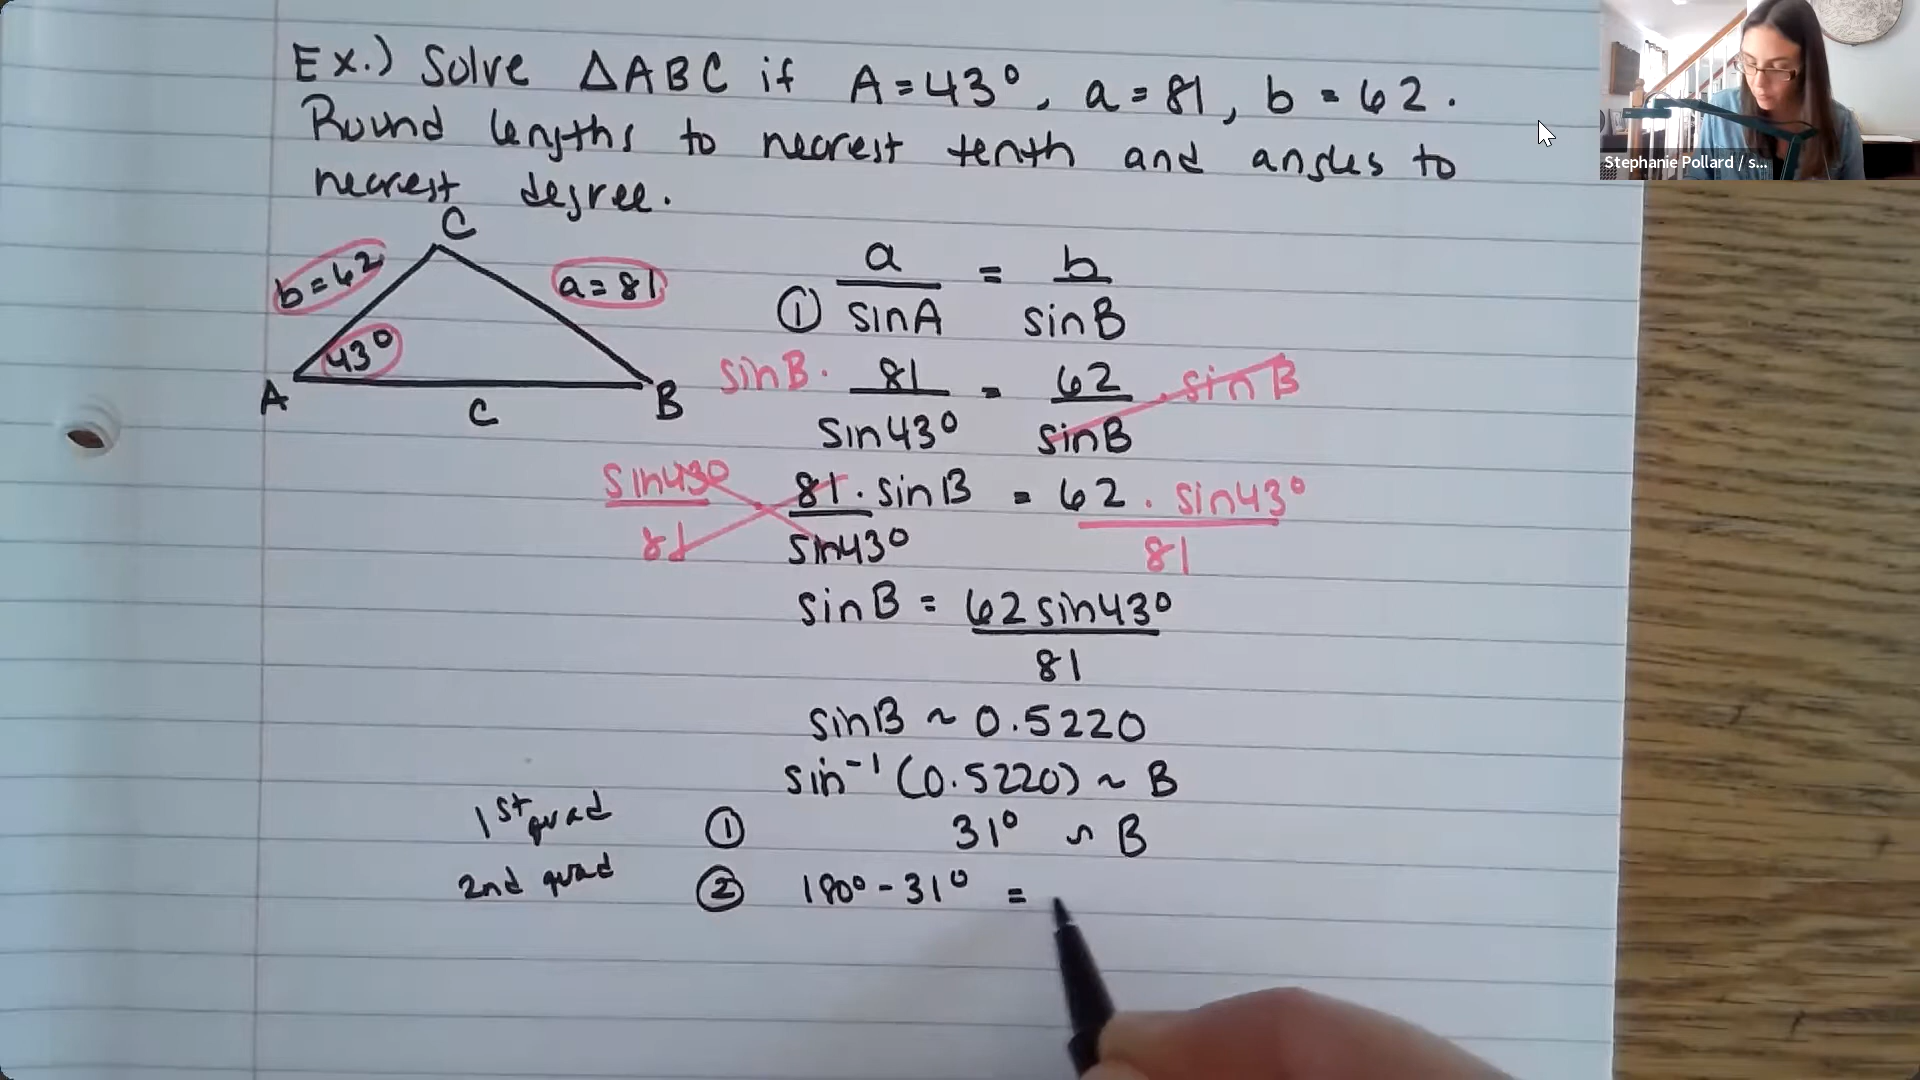 Ex.) Solve △ABC if A=43°, a=81, b=62.
Round lengths to nearest tenth and angles to
nearest degree.
C
b=62
a=81
43°
A
B
C
① a/sinA = b/sinB
sinB · 81/sin43° = 62/sinB · sinB
sin43°/81 81·sinB/sin43° = 62 · sin43°/81
sinB = 62sin43°/81
sinB ~ 0.5220
sin⁻¹(0.5220) ~ B
1st quad ① 31° ~ B
2nd quad ② 180°-31° =
Stephanie Pollard / s...